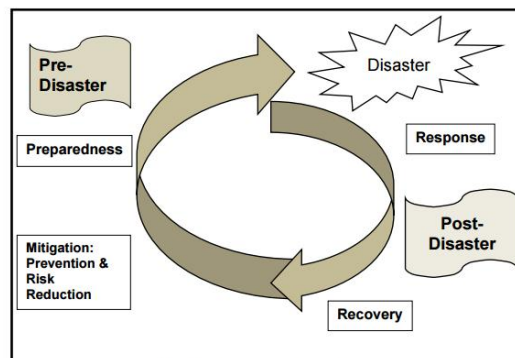 Pre-
Disaster
Disaster
Preparedness
Response
Post-
Disaster
Mitigation:
Prevention &
Risk
Reduction
Recovery